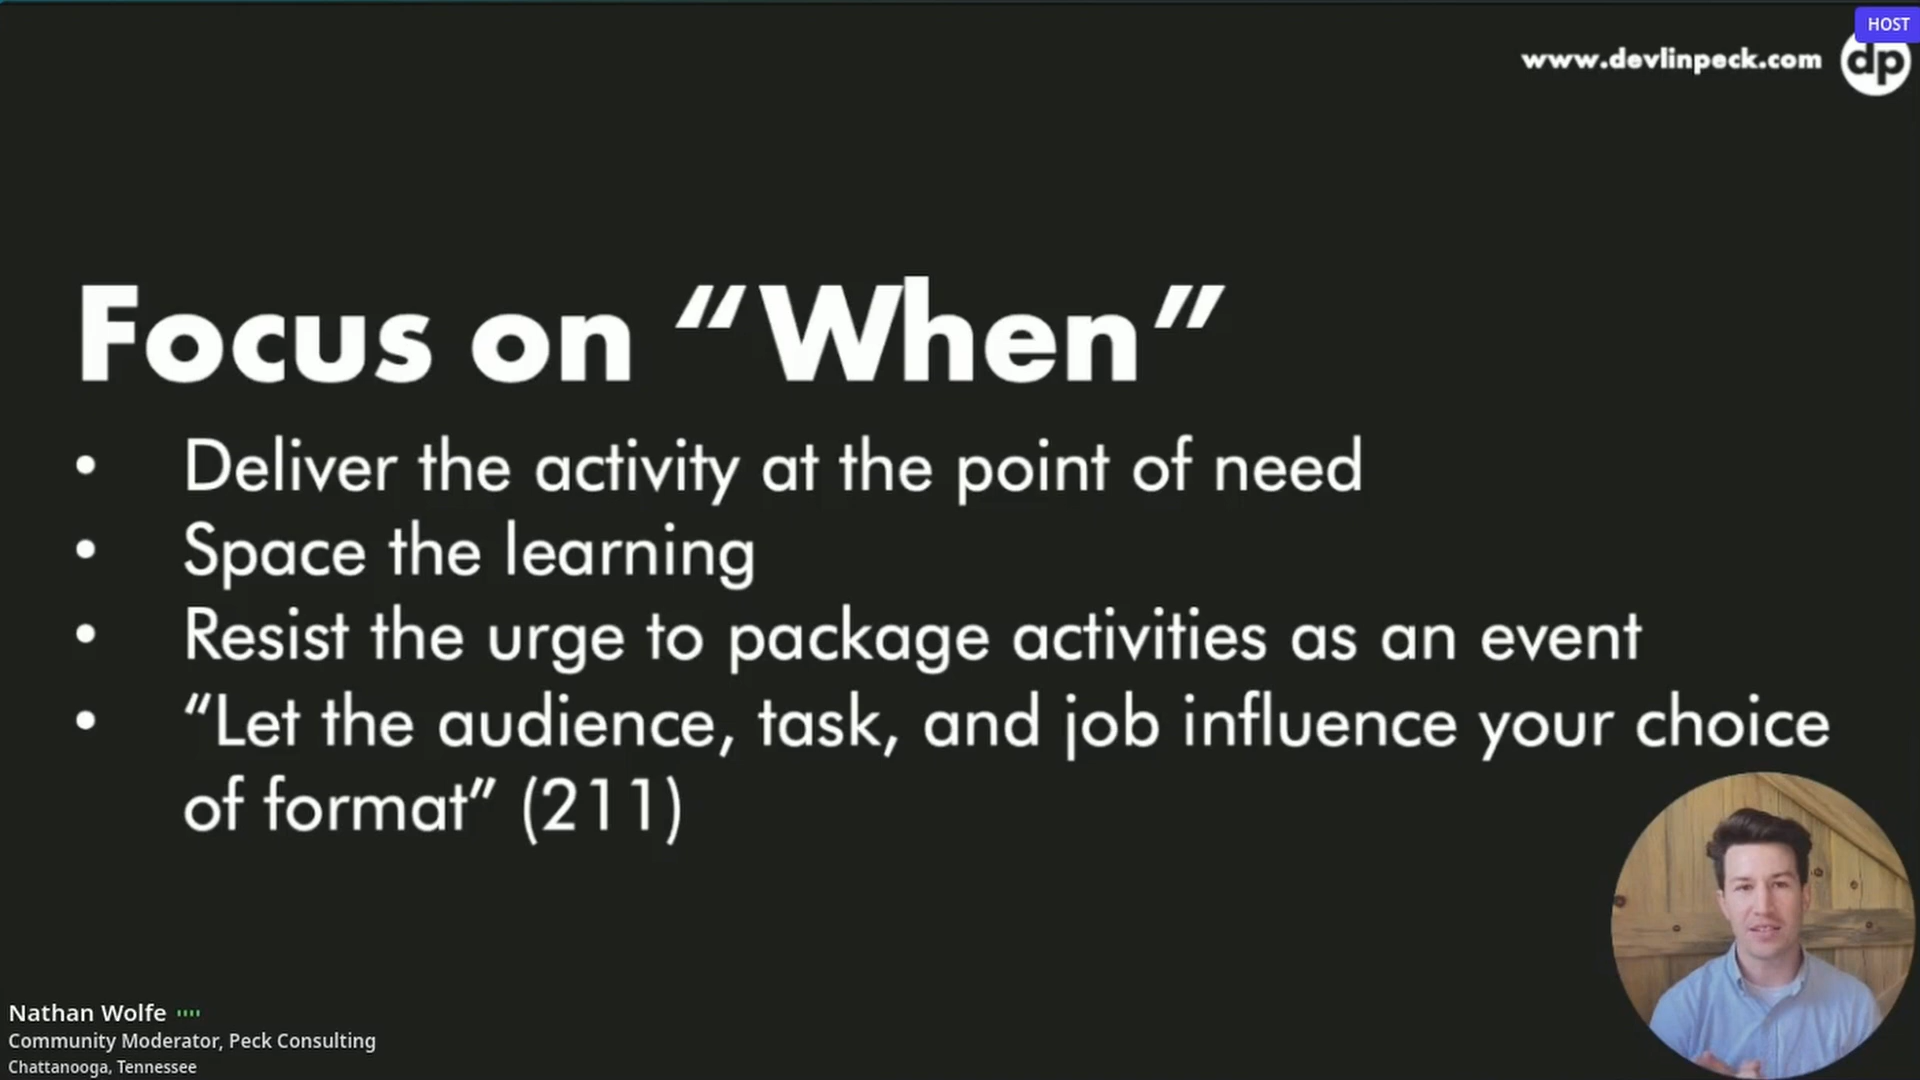 HOST
www.devlinpeck.com dp
Focus on “When”
• Deliver the activity at the point of need
• Space the learning
• Resist the urge to package activities as an event
• “Let the audience, task, and job influence your choice
of format” (211)
Nathan Wolfe
Community Moderator, Peck Consulting
Chattanooga, Tennessee